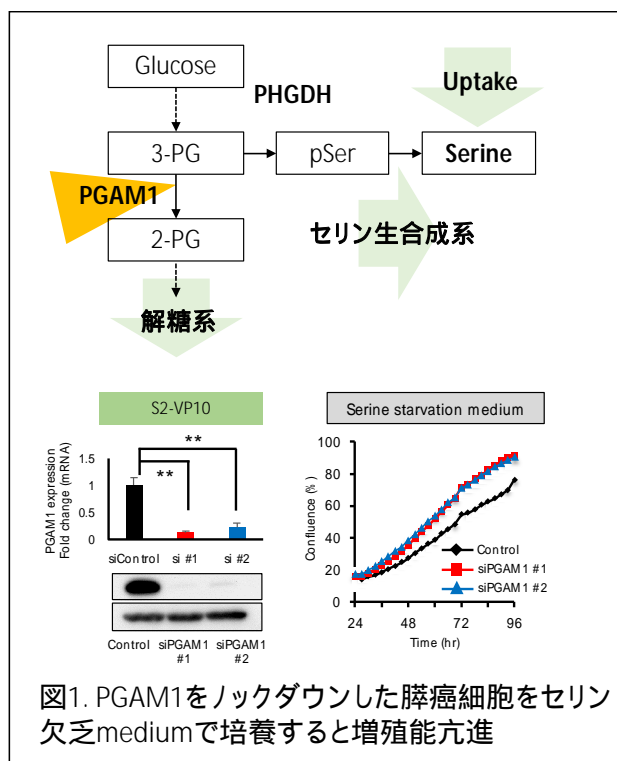 Glucose
PHGDH
Uptake
3-PG
pSer
Serine
PGAM1
2-PG
セリン生合成系
解糖系
S2-VP10
PGAM1 expression
Fold change (mRNA)
1.5
1
0.5
0
**
**
siControl si #1 si #2
Control siPGAM1 siPGAM1
#1 #2
Serine starvation medium
Confluence (%)
100
80
60
40
20
0
24 48 72 96
Time (hr)
Control
siPGAM1 #1
siPGAM1 #2
図1. PGAM1をノックダウンした膵癌細胞をセリン
欠乏mediumで培養すると増殖能亢進